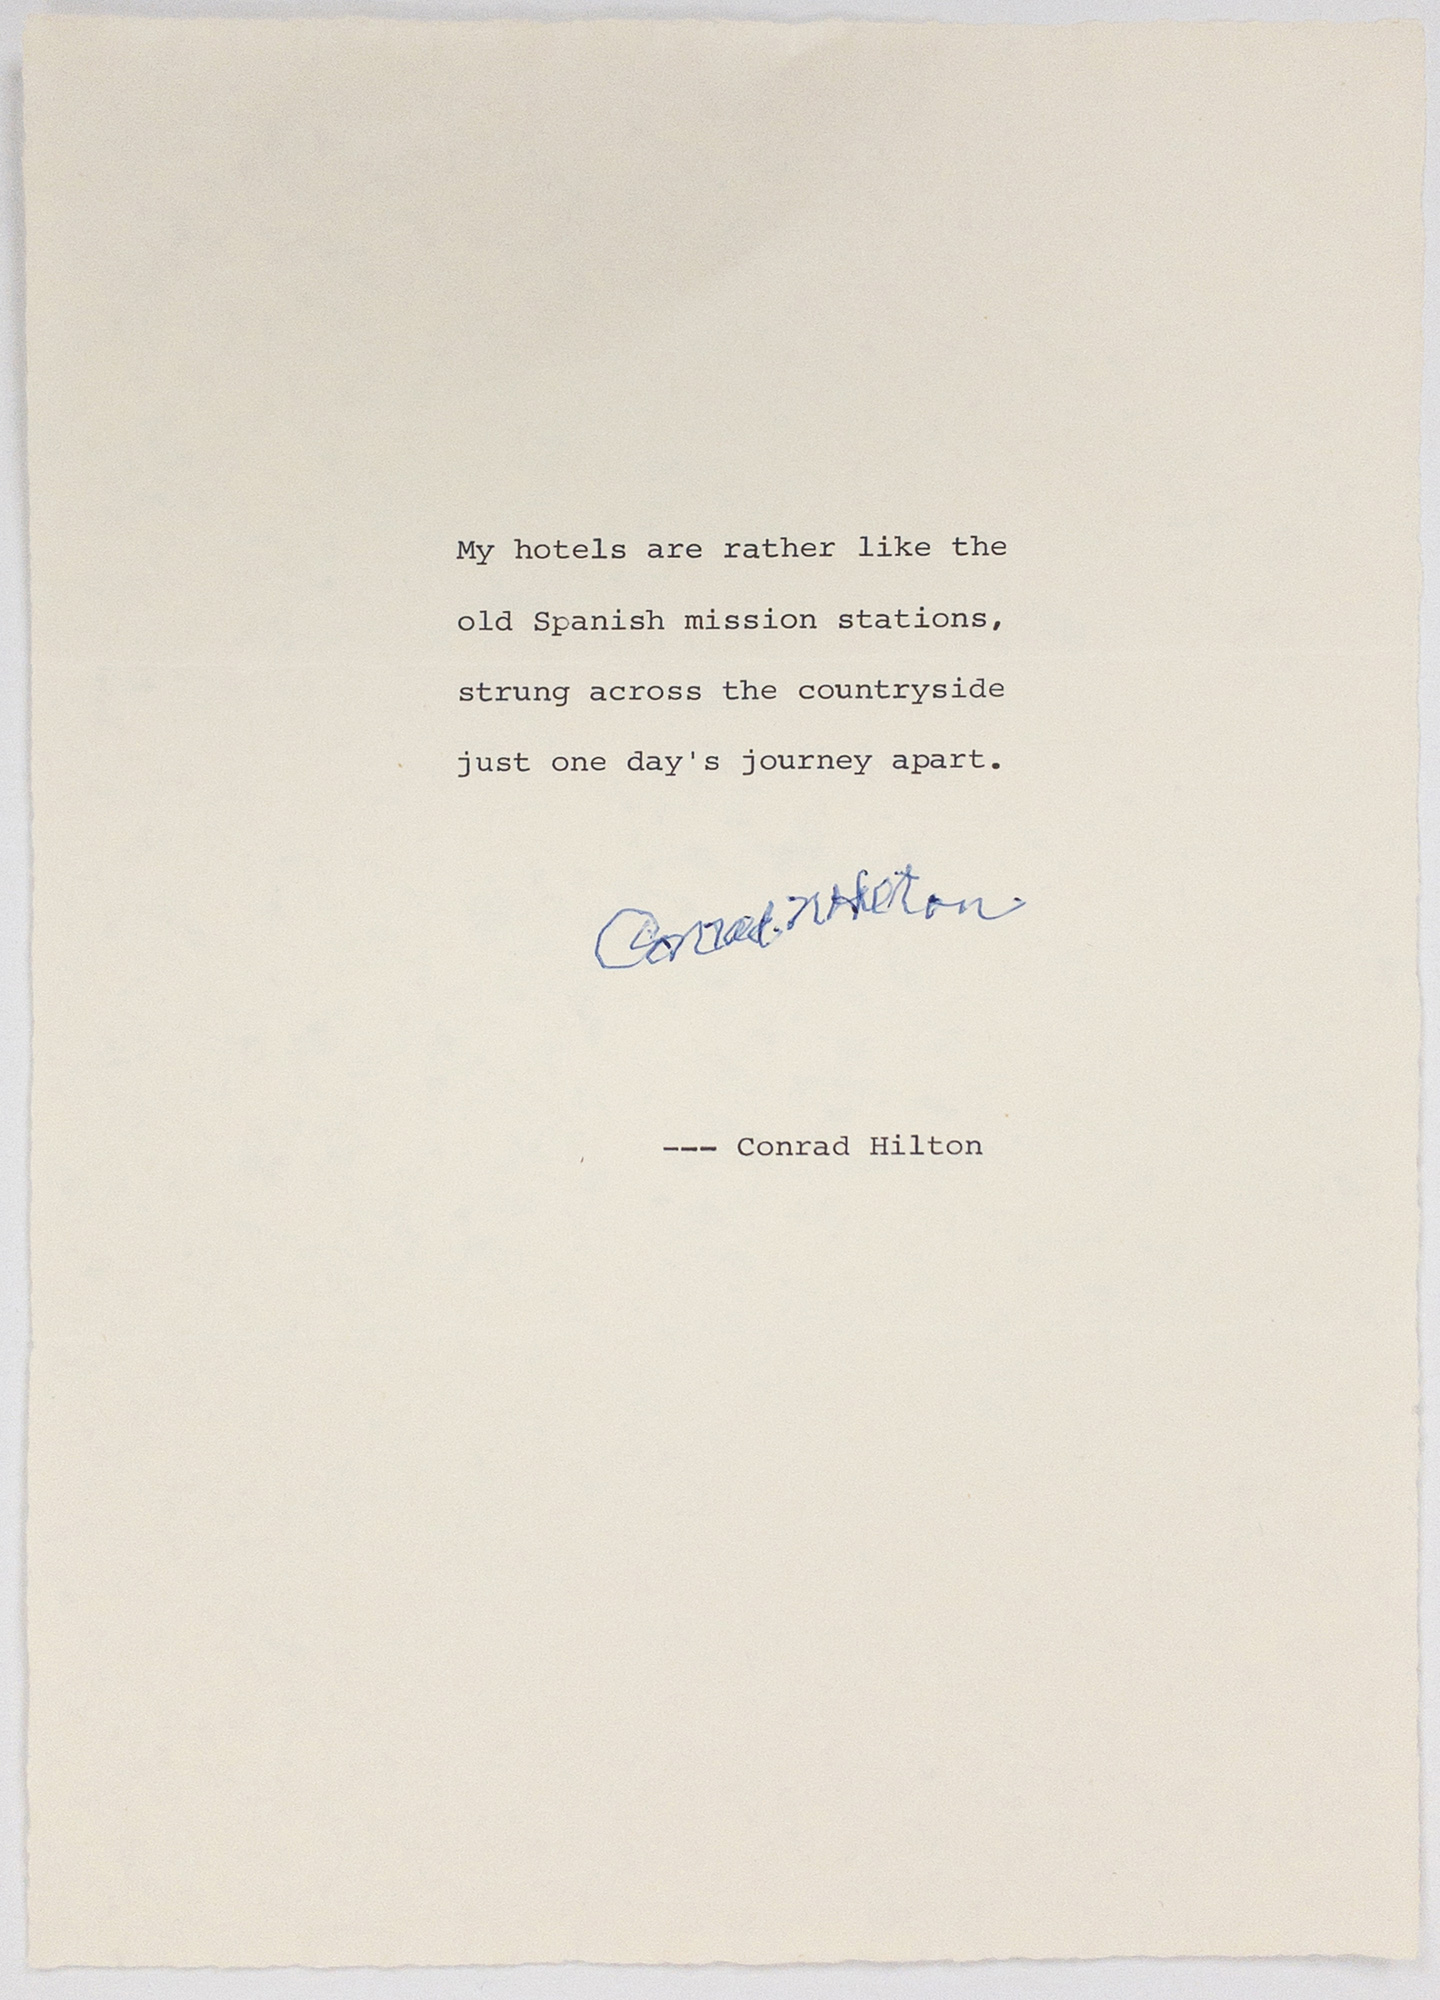 My hotels are rather like the
old Spanish mission stations,
strung across the countryside
just one day's journey apart.
Conrad N Hilton
--- Conrad Hilton